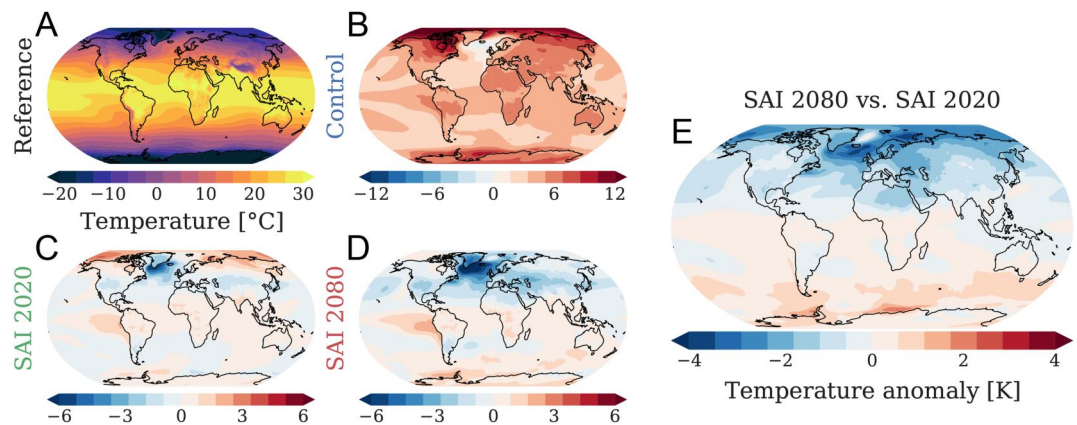 A
Reference
−20 −10 0 10 20 30
Temperature [°C]
B
Control
−12 −6 0 6 12
C
SAI 2020
−6 −3 0 3 6
D
SAI 2080
−6 −3 0 3 6
SAI 2080 vs. SAI 2020
E
−4 −2 0 2 4
Temperature anomaly [K]